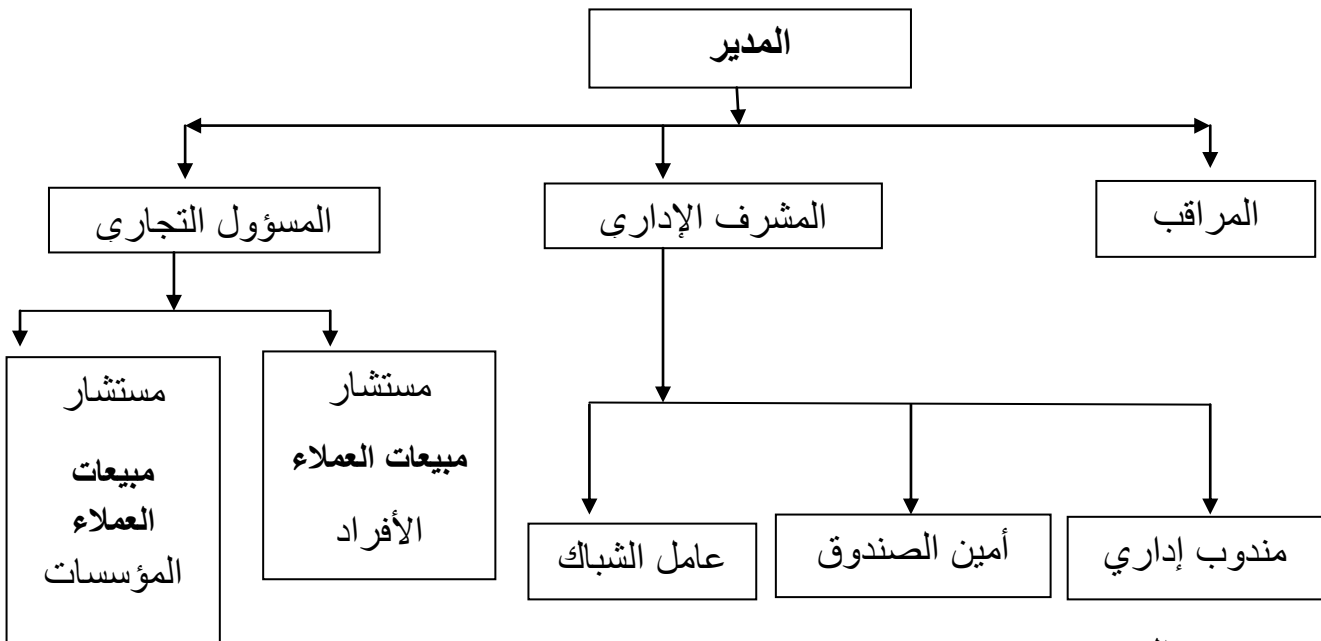 المدير
المراقب
المشرف الإداري
المسؤول التجاري
مستشار
مبيعات العملاء
الأفراد
مستشار
مبيعات
العملاء
المؤسسات
مندوب إداري
أمين الصندوق
عامل الشباك